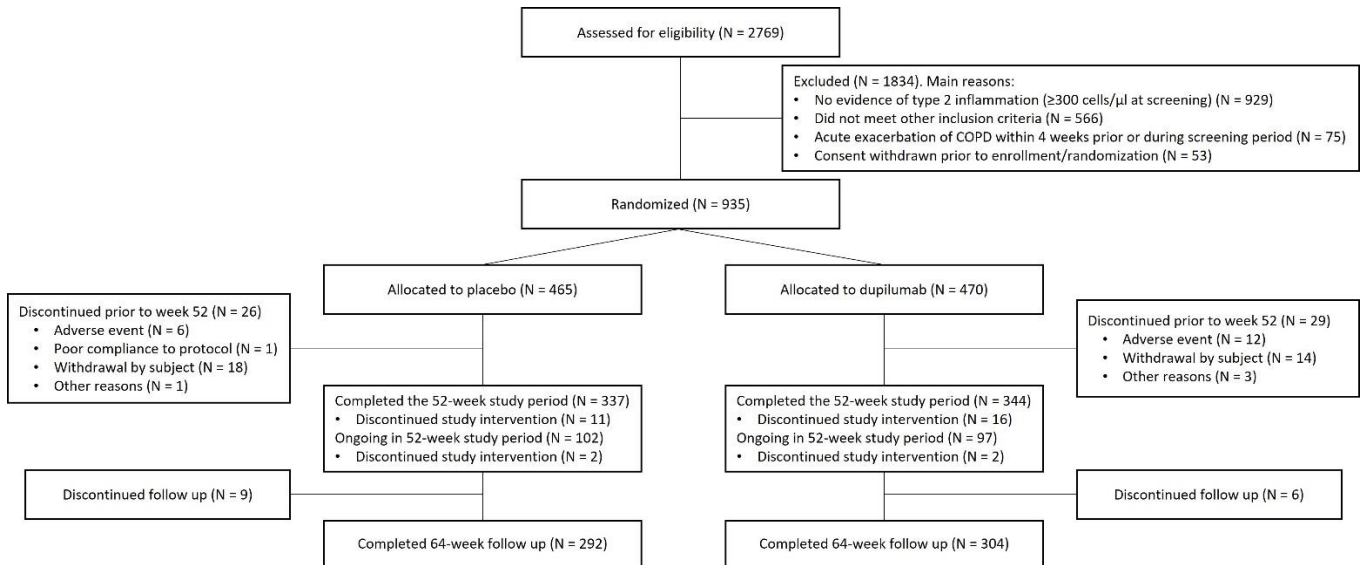 Assessed for eligibility (N = 2769)
Excluded (N = 1834). Main reasons:
• No evidence of type 2 inflammation (≥300 cells/µl at screening) (N = 929)
• Did not meet other inclusion criteria (N = 566)
• Acute exacerbation of COPD within 4 weeks prior or during screening period (N = 75)
• Consent withdrawn prior to enrollment/randomization (N = 53)
Randomized (N = 935)
Allocated to placebo (N = 465)
Allocated to dupilumab (N = 470)
Discontinued prior to week 52 (N = 26)
• Adverse event (N = 6)
• Poor compliance to protocol (N = 1)
• Withdrawal by subject (N = 18)
• Other reasons (N = 1)
Discontinued prior to week 52 (N = 29)
• Adverse event (N = 12)
• Withdrawal by subject (N = 14)
• Other reasons (N = 3)
Completed the 52-week study period (N = 337)
• Discontinued study intervention (N = 11)
Ongoing in 52-week study period (N = 102)
• Discontinued study intervention (N = 2)
Completed the 52-week study period (N = 344)
• Discontinued study intervention (N = 16)
Ongoing in 52-week study period (N = 97)
• Discontinued study intervention (N = 2)
Discontinued follow up (N = 9)
Discontinued follow up (N = 6)
Completed 64-week follow up (N = 292)
Completed 64-week follow up (N = 304)